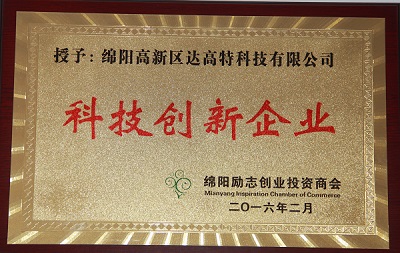 授予：绵阳高新区达高特科技有限公司
科技创新企业
绵阳励志创业投资商会
Mianyang Inspiration Chamber of Commerce
二〇一六年二月